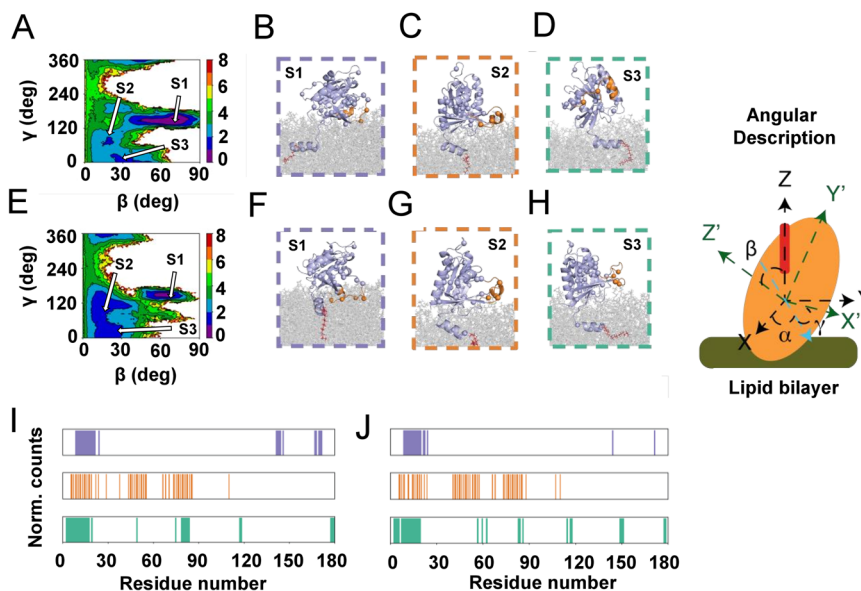 A
B
C
D
360
240
120
0
γ (deg)
S2
S1
S3
0 30 60 90
β (deg)
8
6
4
2
0
S1
S2
S3
Angular
Description
E
F
G
H
360
240
120
0
γ (deg)
S2
S1
S3
0 30 60 90
β (deg)
8
6
4
2
0
S1
S2
S3
Z
Y'
Z'
β
X'
X
α
γ
Lipid bilayer
I
J
Norm. counts
0 30 60 90 150 180
0 30 60 90 150 180
Residue number
Residue number